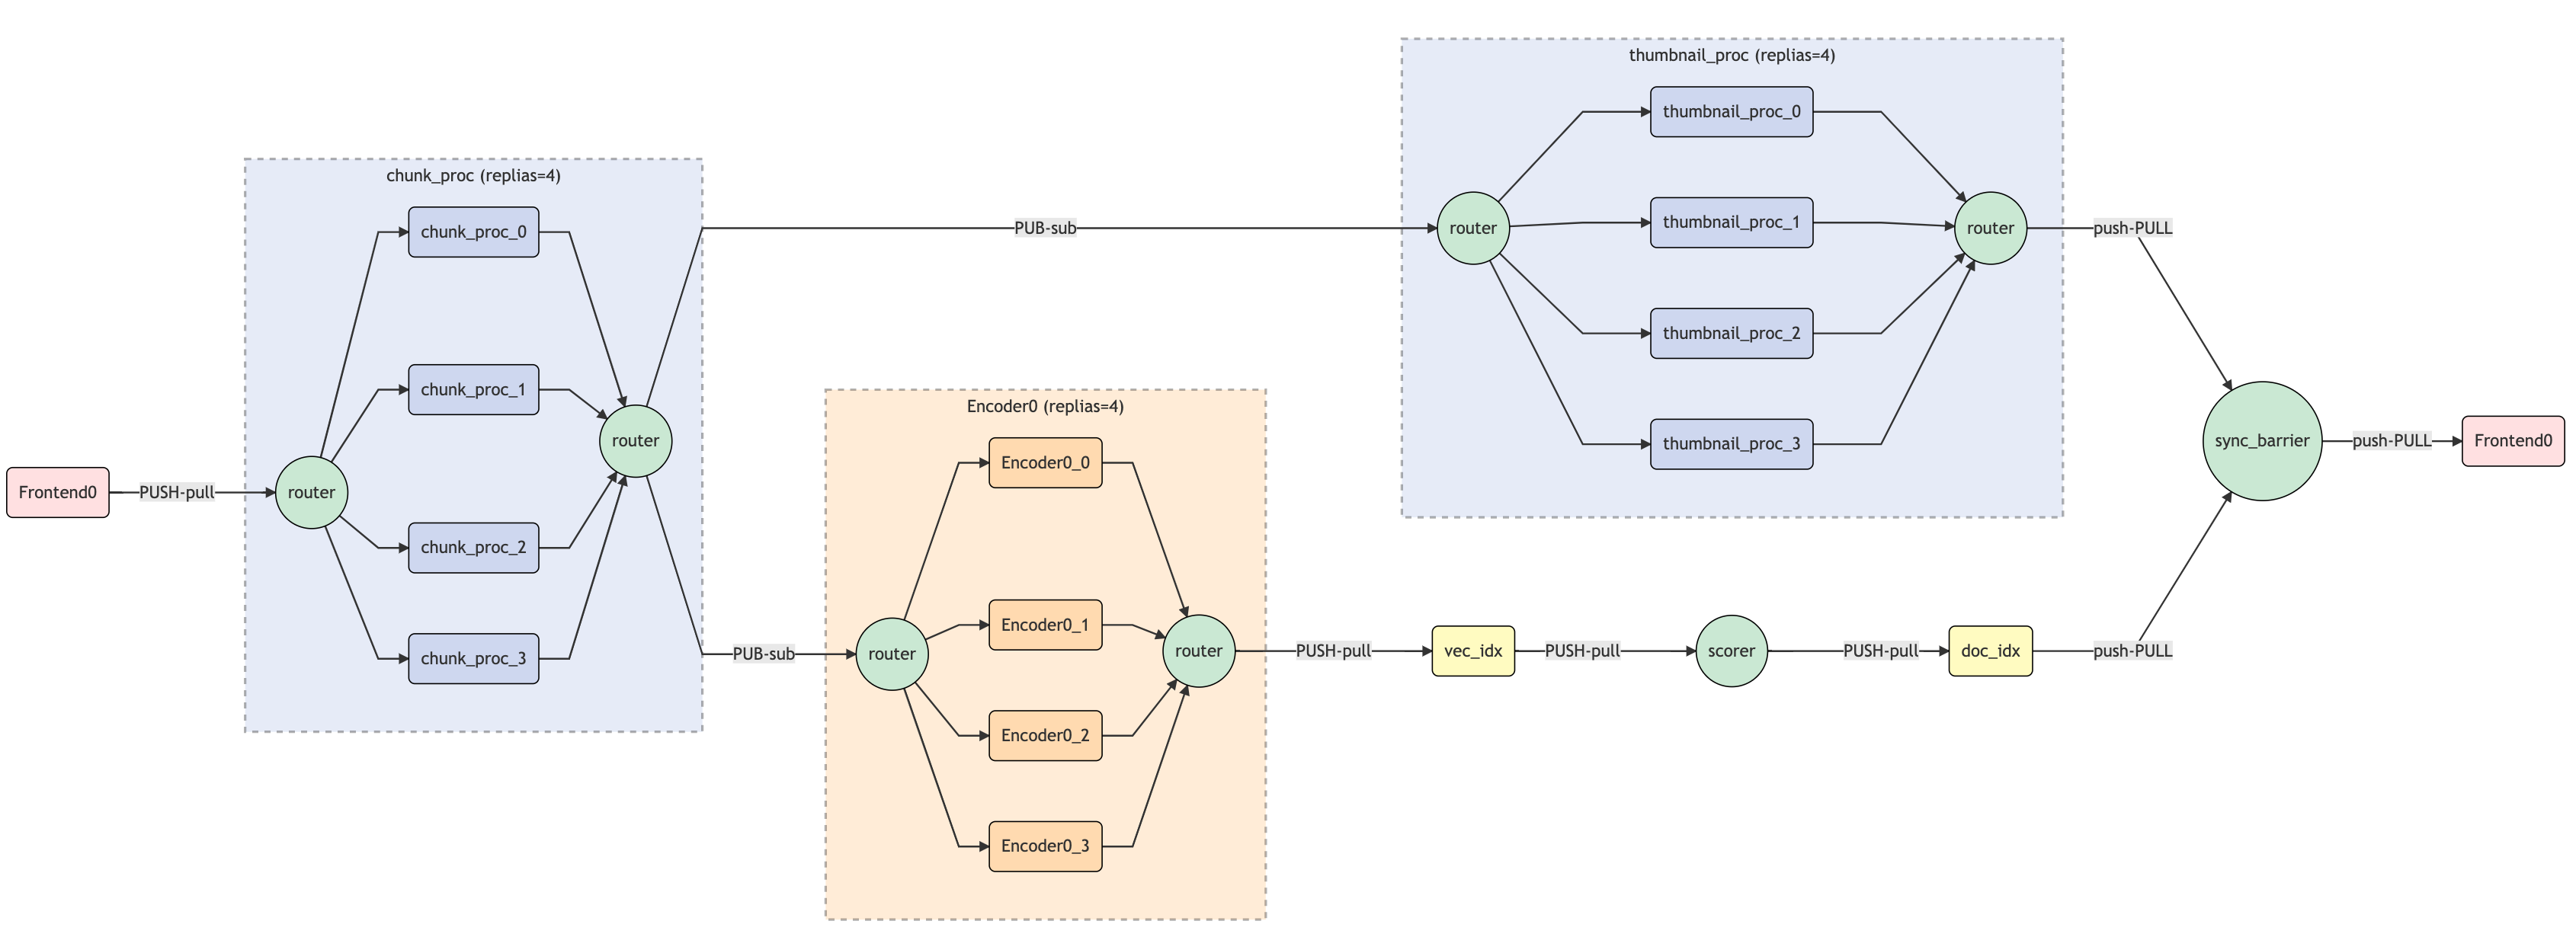 Frontend0
PUSH-pull
chunk_proc (replias=4)
router
chunk_proc_0
chunk_proc_1
chunk_proc_2
chunk_proc_3
router
PUB-sub
PUB-sub
Encoder0 (replias=4)
router
Encoder0_0
Encoder0_1
Encoder0_2
Encoder0_3
router
thumbnail_proc (replias=4)
router
thumbnail_proc_0
thumbnail_proc_1
thumbnail_proc_2
thumbnail_proc_3
router
push-PULL
PUSH-pull
vec_idx
PUSH-pull
scorer
PUSH-pull
doc_idx
push-PULL
sync_barrier
push-PULL
Frontend0